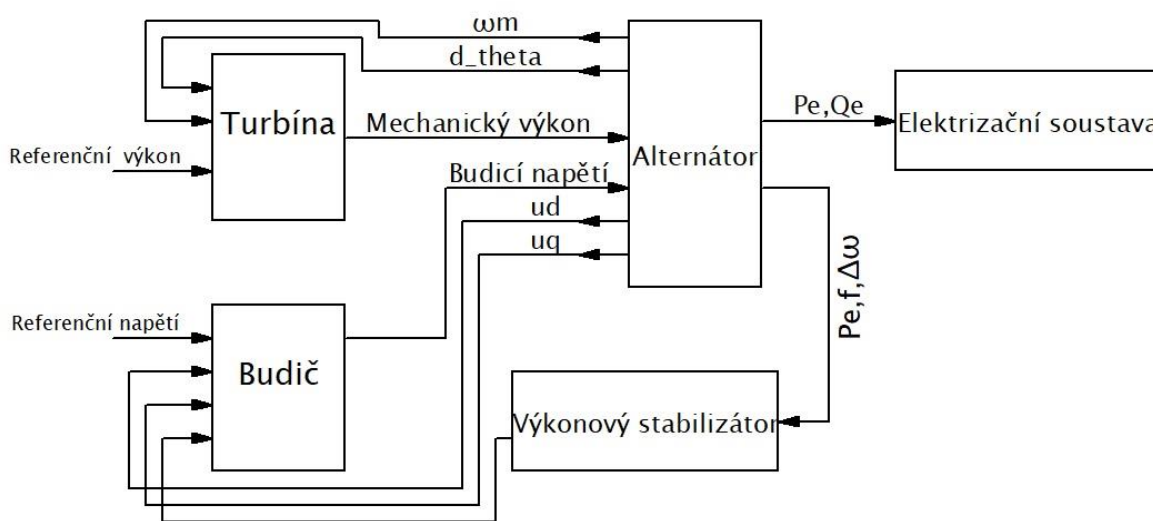 ωm
d_theta
Turbína
Mechanický výkon
Referenční výkon
Budicí napětí
ud
uq
Alternátor
Pe,Qe
Elektrizační soustava
Pe,f,Δω
Referenční napětí
Budič
Výkonový stabilizátor